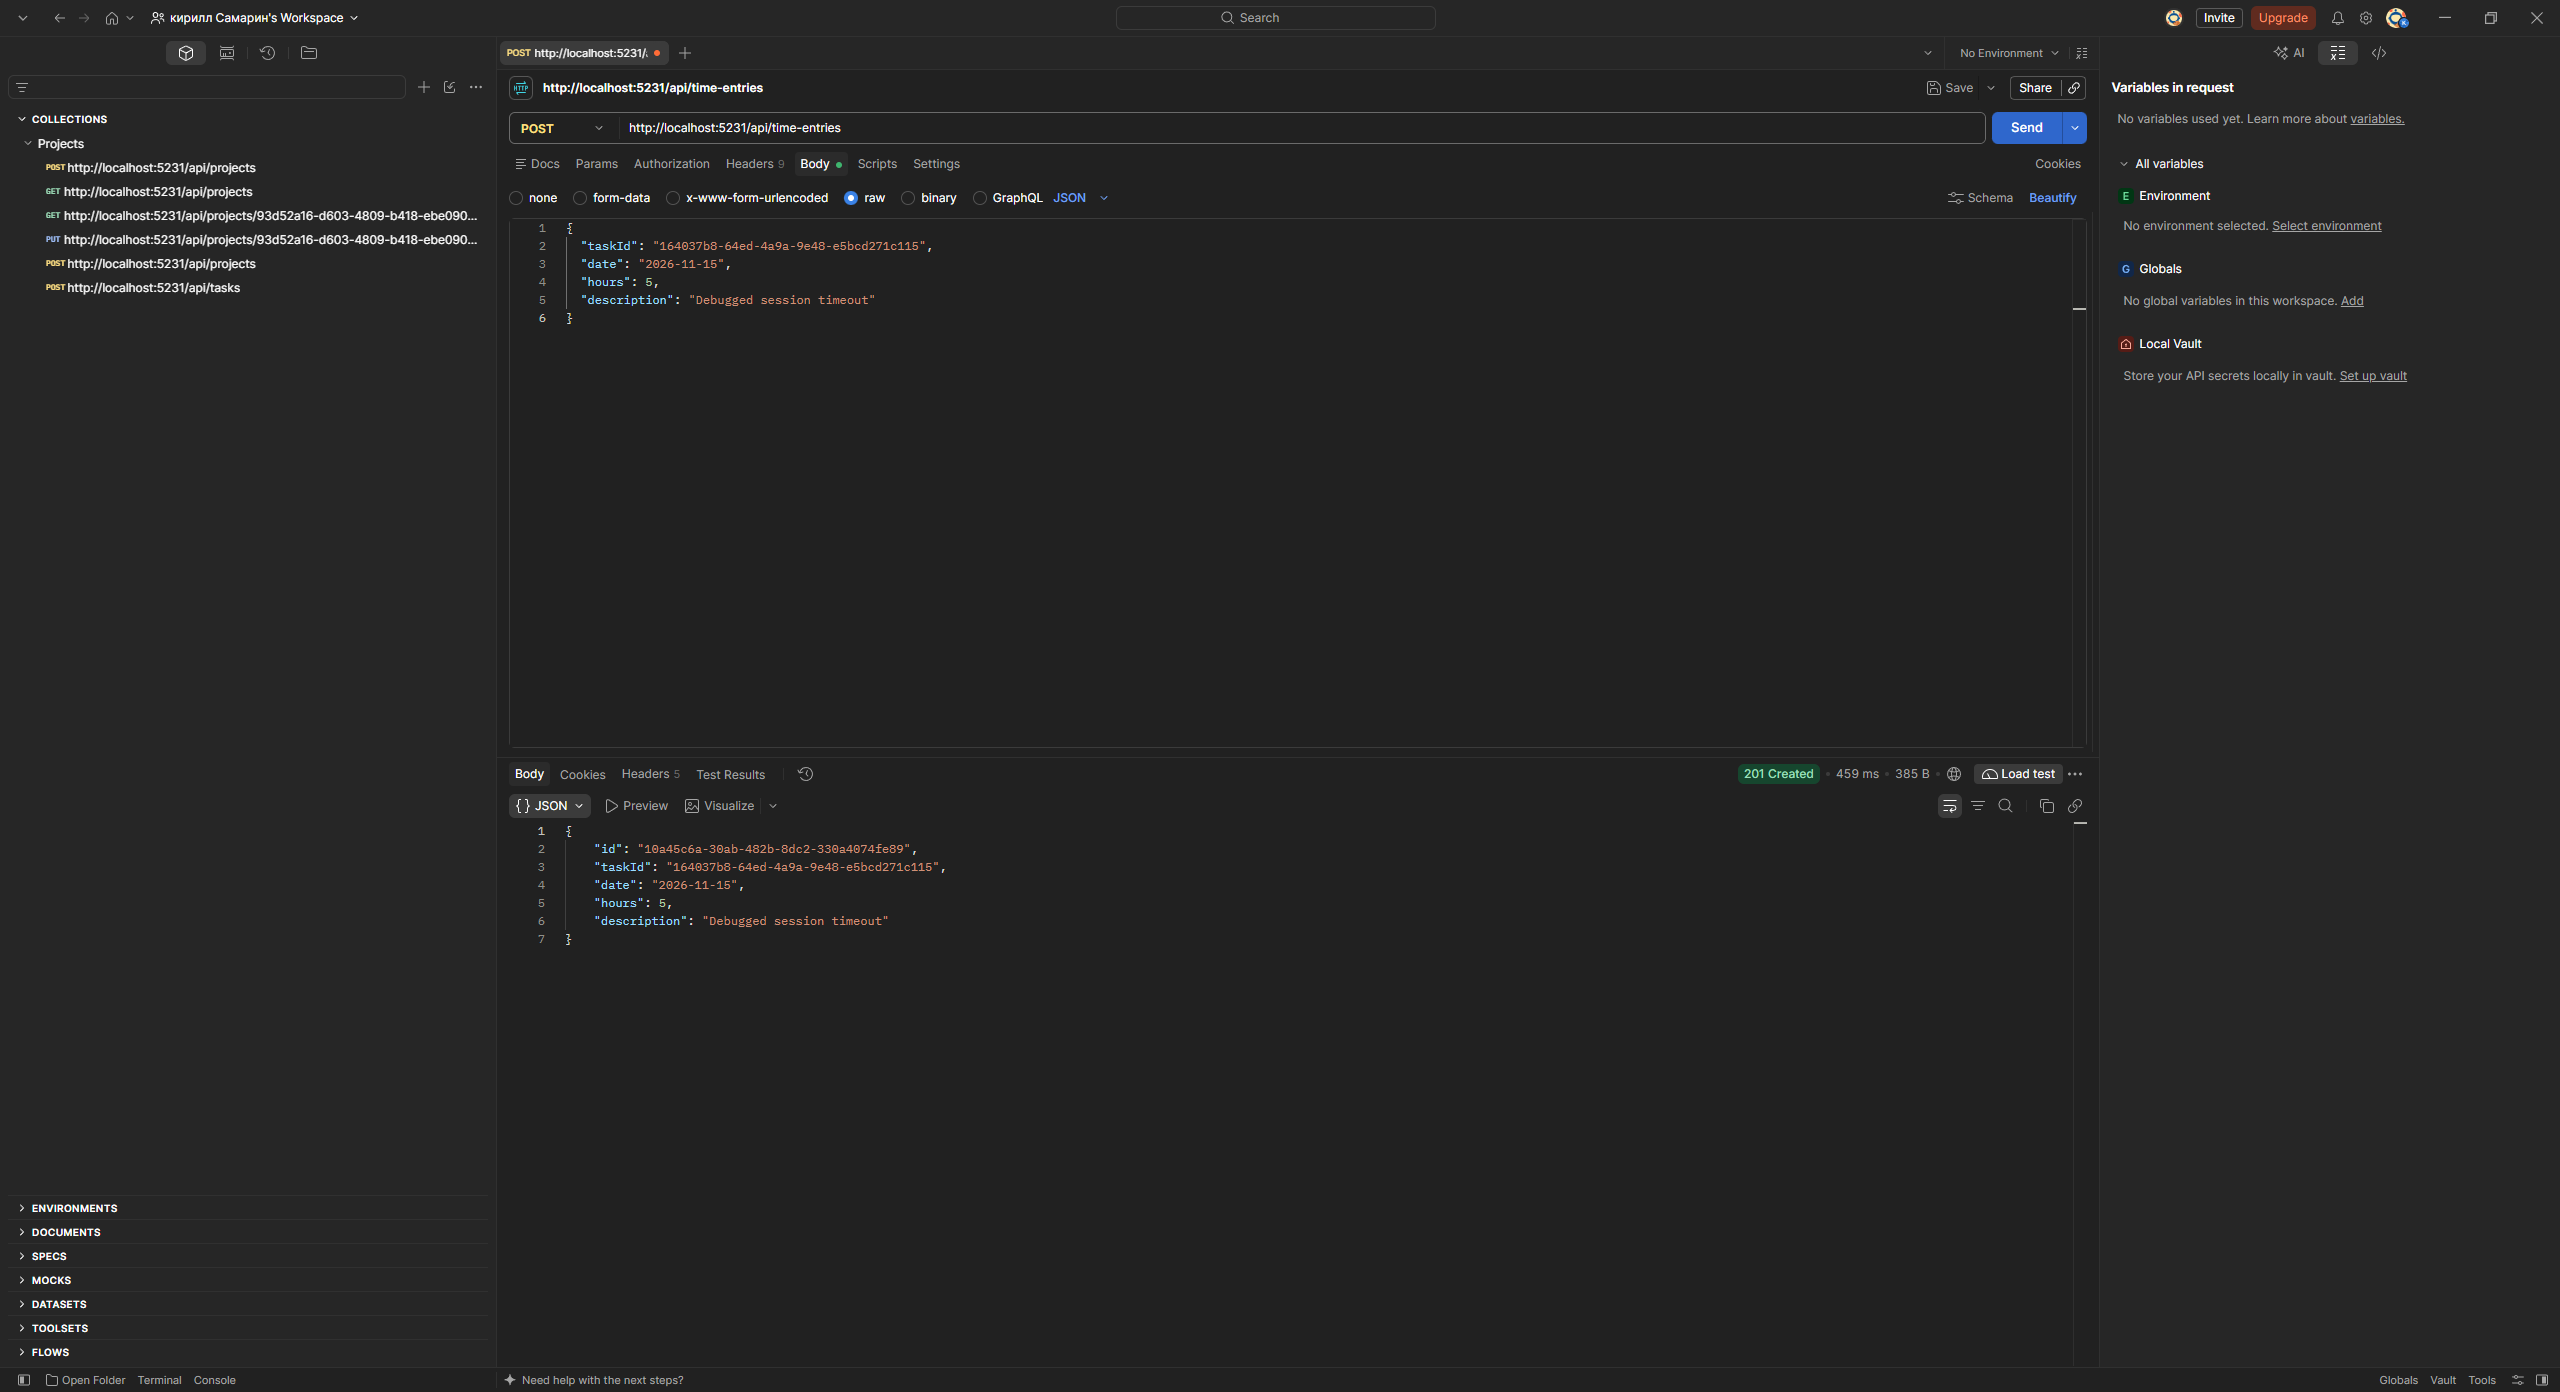 кирилл Самарин's Workspace
Search
Invite
Upgrade
POST http://localhost:5231/
No Environment
AI
http://localhost:5231/api/time-entries
Save
Share
Variables in request
COLLECTIONS
No variables used yet. Learn more about variables.
POST
http://localhost:5231/api/time-entries
Send
Projects
POST http://localhost:5231/api/projects
GET http://localhost:5231/api/projects
GET http://localhost:5231/api/projects/93d52a16-d603-4809-b418-ebe090...
PUT http://localhost:5231/api/projects/93d52a16-d603-4809-b418-ebe090...
POST http://localhost:5231/api/projects
POST http://localhost:5231/api/tasks
Docs Params Authorization Headers 9 Body Scripts Settings
Cookies
none form-data x-www-form-urlencoded raw binary GraphQL JSON
Schema
Beautify
1 {
2 "taskId": "164037b8-64ed-4a9a-9e48-e5bcd271c115",
3 "date": "2026-11-15",
4 "hours": 5,
5 "description": "Debugged session timeout"
6 }
All variables
E Environment
No environment selected. Select environment
G Globals
No global variables in this workspace. Add
Local Vault
Store your API secrets locally in vault. Set up vault
Body Cookies Headers 5 Test Results
201 Created • 459 ms • 385 B •
Load test
{} JSON
Preview
Visualize
1 {
2 "id": "10a45c6a-30ab-482b-8dc2-330a4074fe89",
3 "taskId": "164037b8-64ed-4a9a-9e48-e5bcd271c115",
4 "date": "2026-11-15",
5 "hours": 5,
6 "description": "Debugged session timeout"
7 }
ENVIRONMENTS
DOCUMENTS
SPECS
MOCKS
DATASETS
TOOLSETS
FLOWS
Open Folder
Terminal
Console
Need help with the next steps?
Globals
Vault
Tools